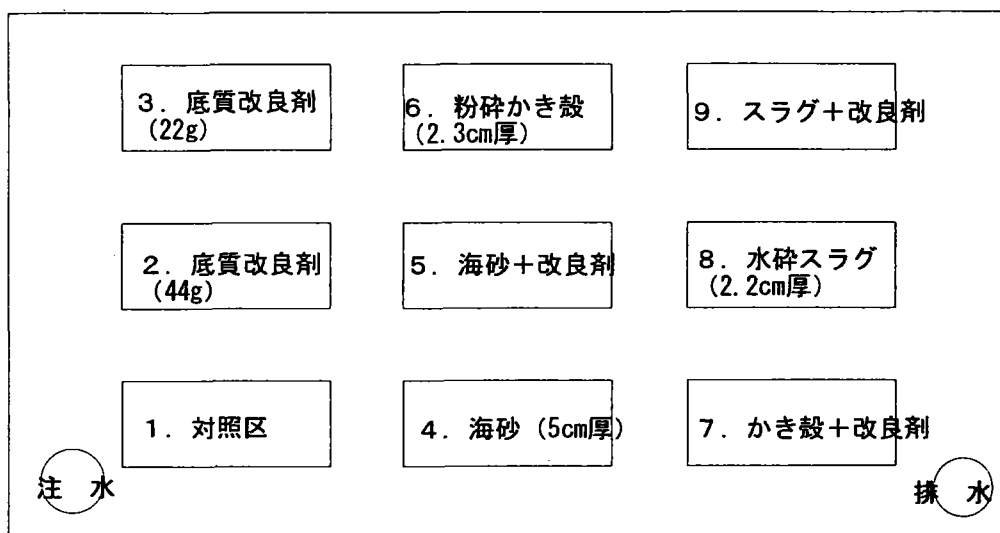 3．底質改良剤
(22g)
6．粉砕かき殻
(2.3cm厚)
9．スラグ＋改良剤
2．底質改良剤
(44g)
5．海砂＋改良剤
8．水砕スラグ
(2.2cm厚)
1．対照区
4．海砂 (5cm厚)
7．かき殻＋改良剤
注 水
排 水